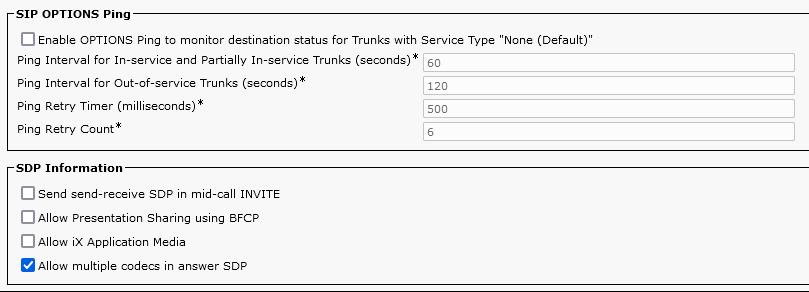 SIP OPTIONS Ping
Enable OPTIONS Ping to monitor destination status for Trunks with Service Type "None (Default)"
Ping Interval for In-service and Partially In-service Trunks (seconds)* 60
Ping Interval for Out-of-service Trunks (seconds)* 120
Ping Retry Timer (milliseconds)* 500
Ping Retry Count* 6
SDP Information
Send send-receive SDP in mid-call INVITE
Allow Presentation Sharing using BFCP
Allow iX Application Media
Allow multiple codecs in answer SDP